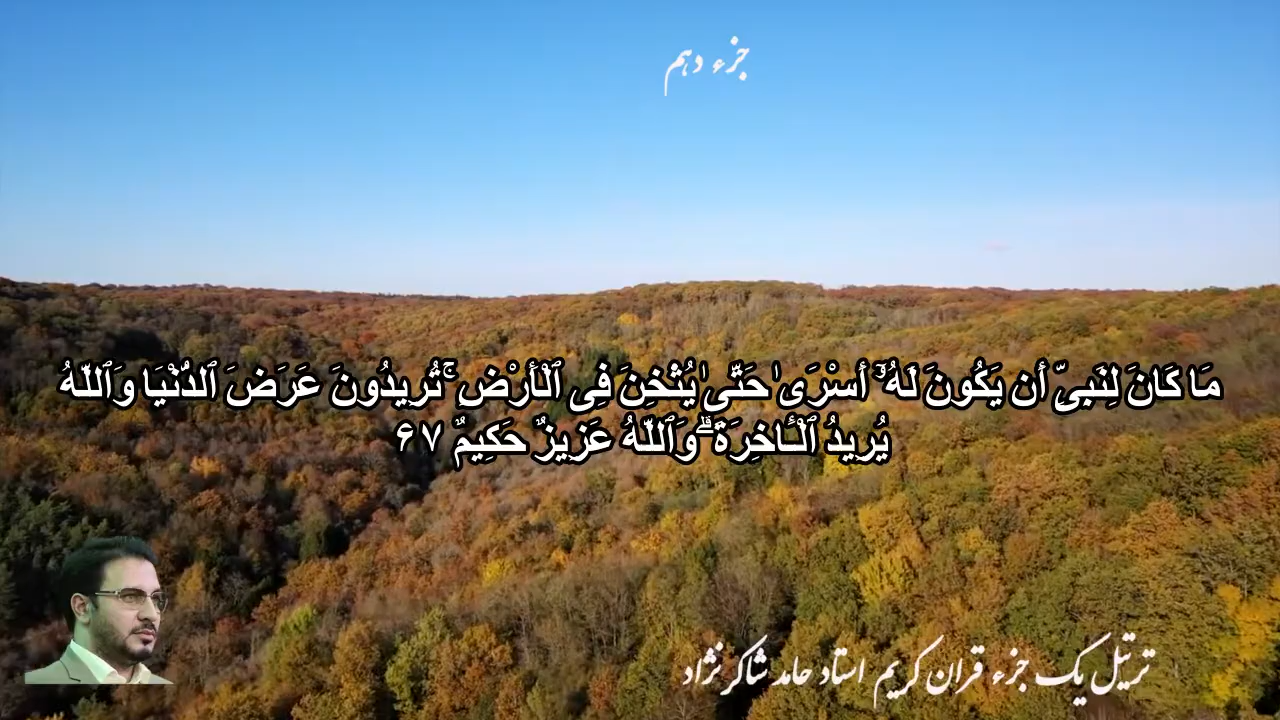 جزء دهم
مَا كَانَ لِنَبِىٍّ أَن يَكُونَ لَهُۥٓ أَسْرَىٰ حَتَّىٰ يُثْخِنَ فِى ٱلْأَرْضِ ۚ تُرِيدُونَ عَرَضَ ٱلدُّنْيَا وَٱللَّهُ
يُرِيدُ ٱلْـَٔاخِرَةَ ۗ وَٱللَّهُ عَزِيزٌ حَكِيمٌ ۶۷
ترتیل یک جزء قران کریم استاد حامد شاکرنژاد